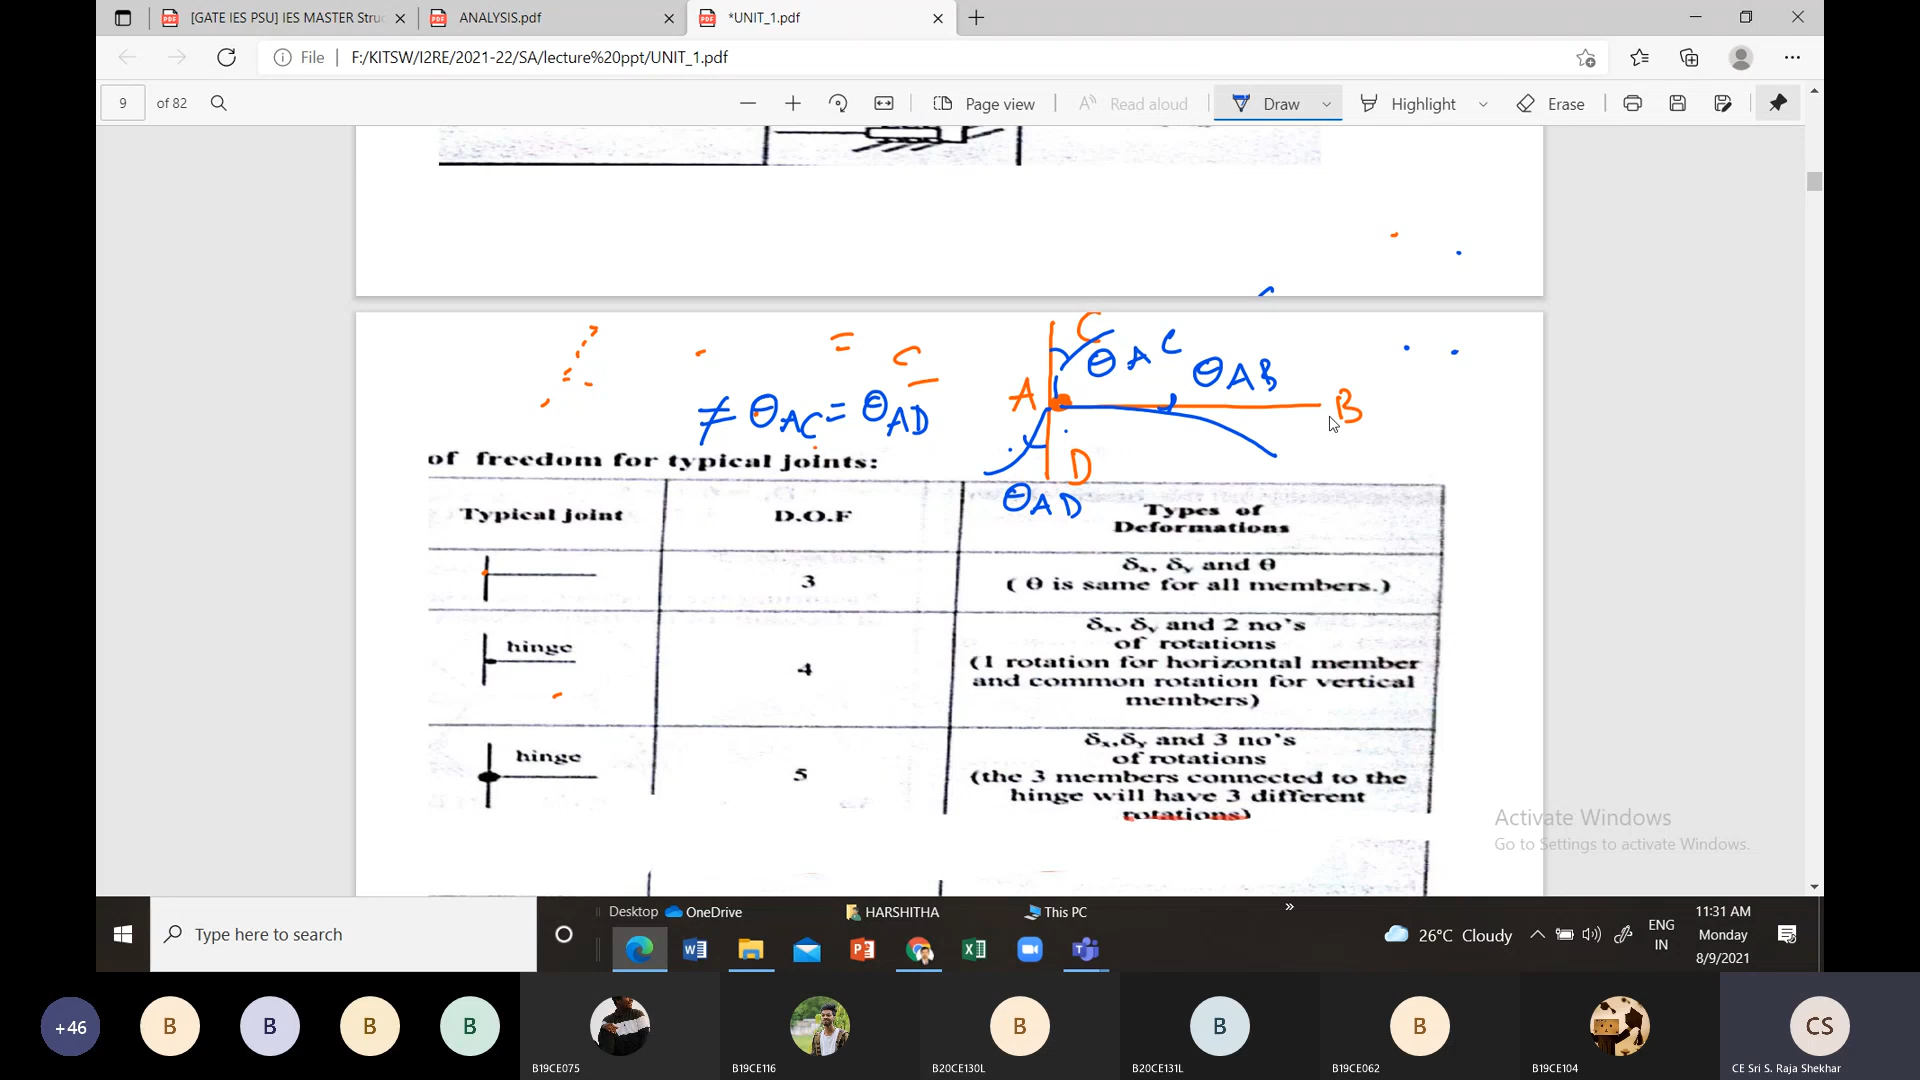 [GATE IES PSU] IES MASTER Stru
ANALYSIS.pdf
*UNIT_1.pdf
File
F:/KITSW/I2RE/2021-22/SA/lecture%20ppt/UNIT_1.pdf
9 of 82
Page view
Read aloud
Draw
Highlight
Erase
C
θAC
θAB
A
B
≠ θAC = θAD
D
θAD
of freedom for typical joints:
Typical joint
D.O.F
Types of
Deformations
3
δx, δy and θ
( θ is same for all members.)
hinge
4
δx, δy and 2 no's
of rotations
(1 rotation for horizontal member
and common rotation for vertical
members)
hinge
5
δx,δy and 3 no's
of rotations
(the 3 members connected to the
hinge will have 3 different
rotations)
Activate Windows
Go to Settings to activate Windows.
Type here to search
Desktop
OneDrive
HARSHITHA
This PC
»
26°C Cloudy
ENG
IN
11:31 AM
Monday
8/9/2021
+46
B
B
B
B
B
B
B
CS
B19CE075
B19CE116
B20CE130L
B20CE131L
B19CE062
B19CE104
CE Sri S. Raja Shekhar